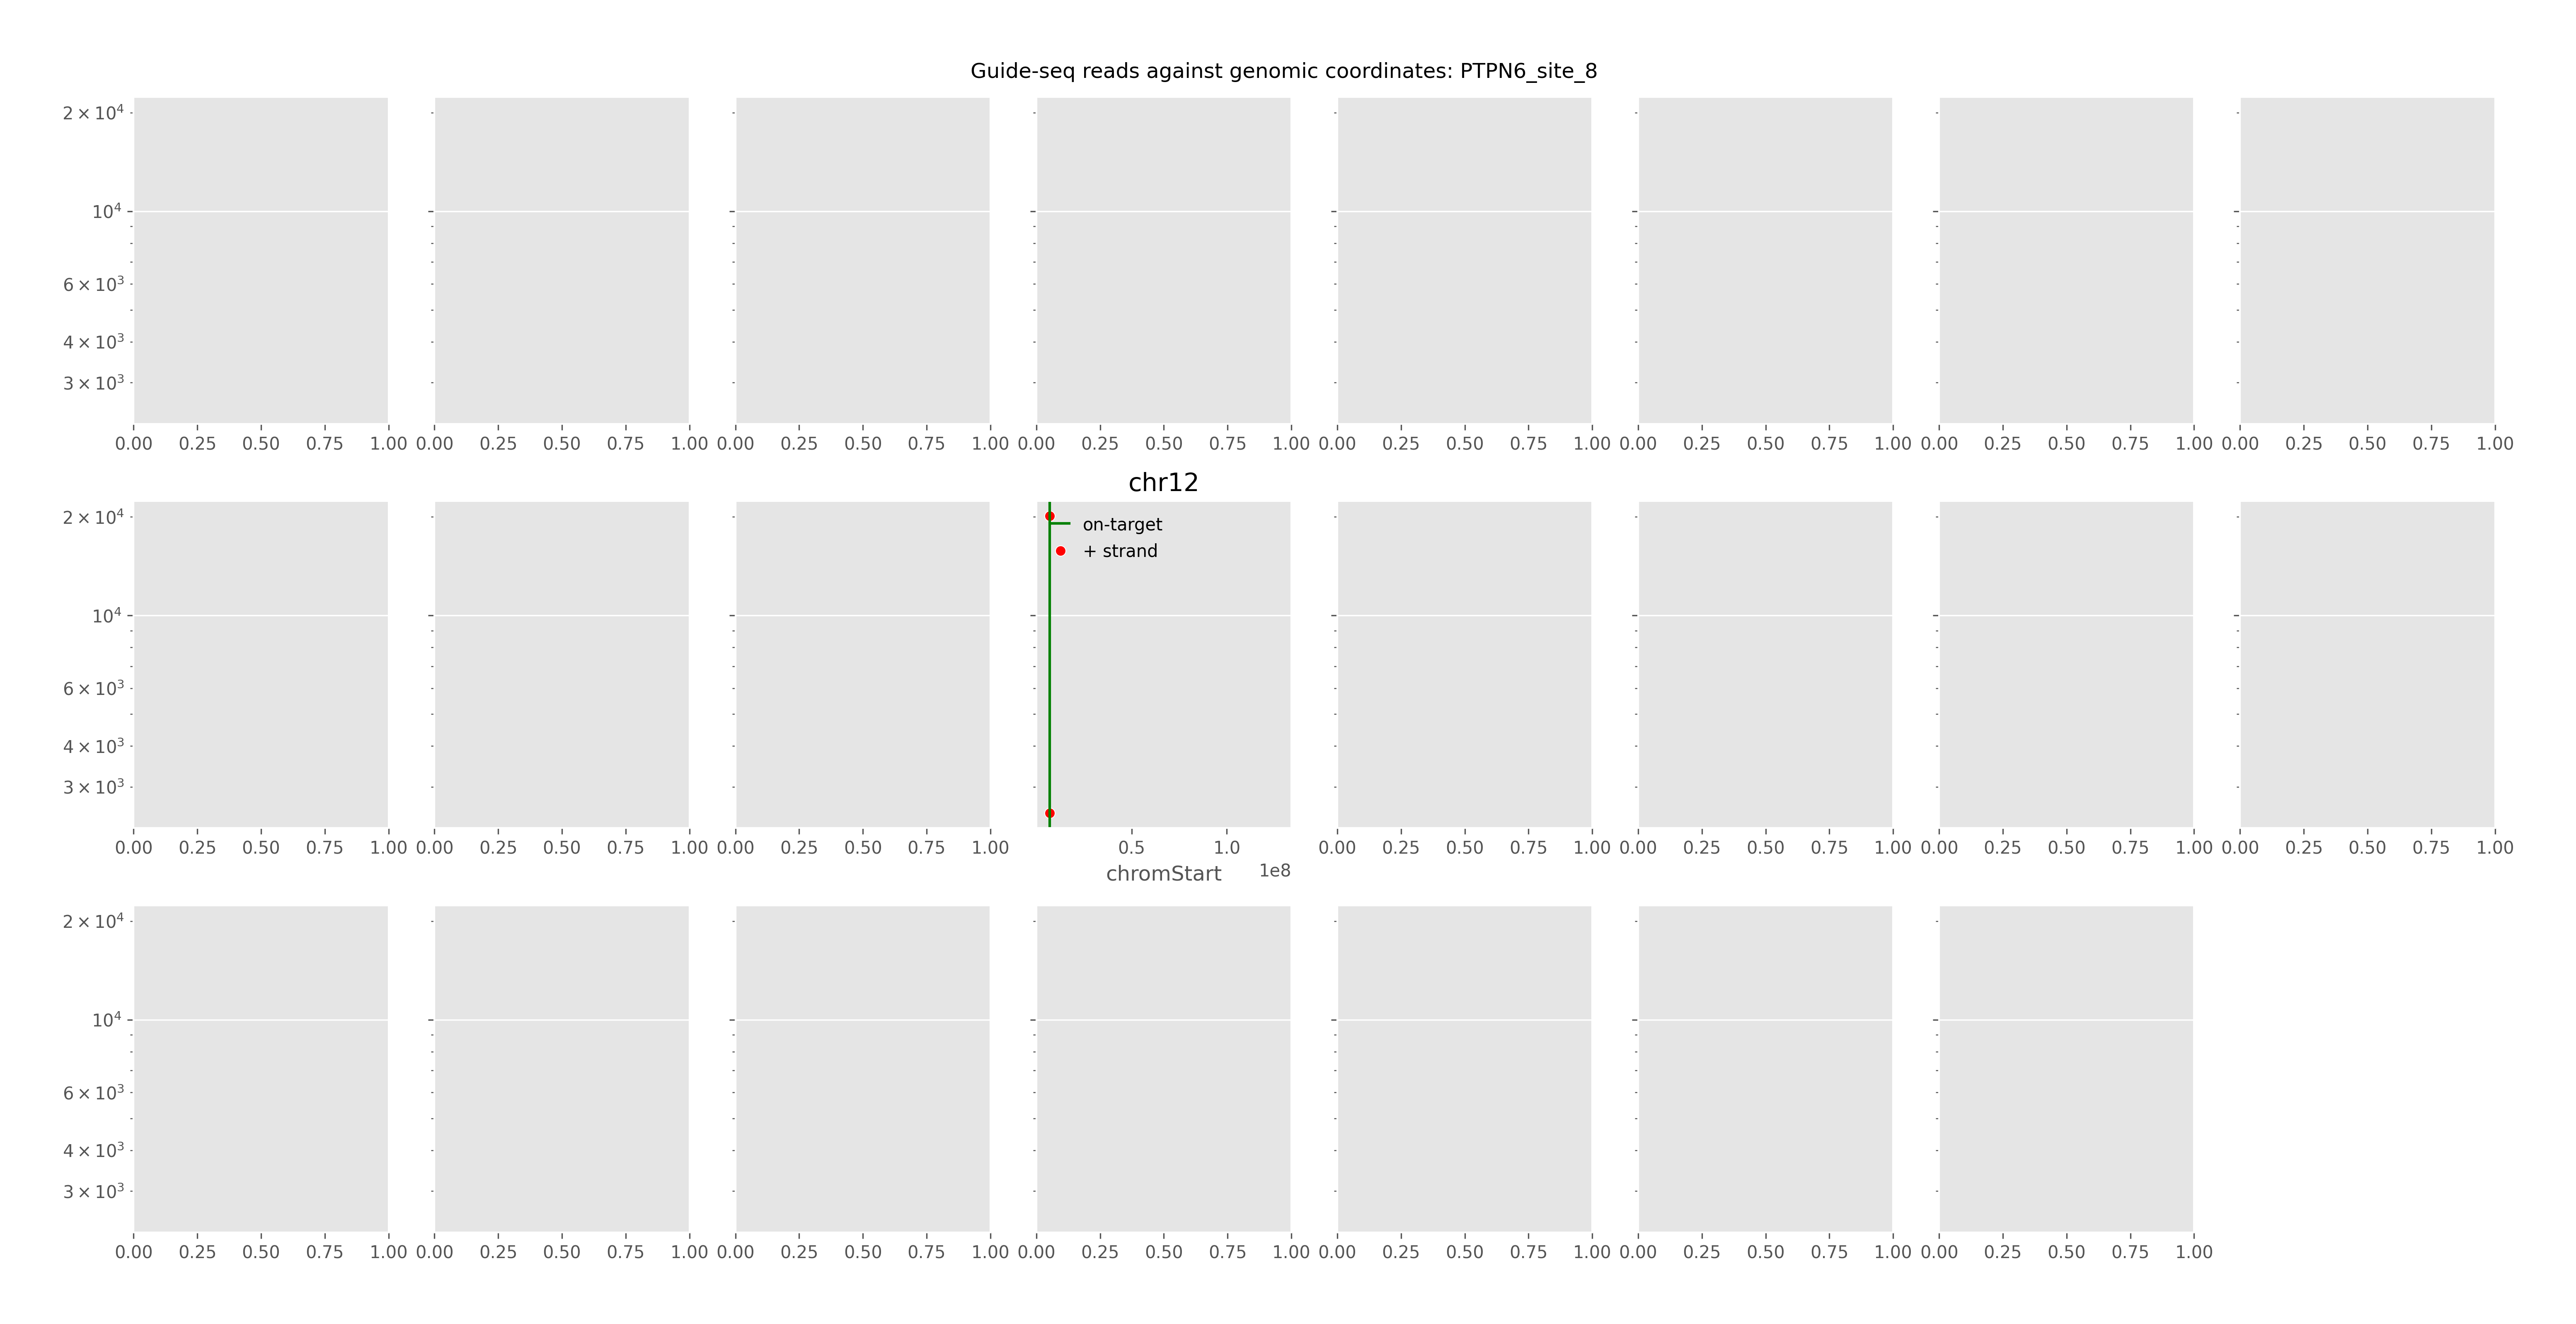 Guide-seq reads against genomic coordinates: PTPN6_site_8
2 × 10⁴
10⁴
6 × 10³
4 × 10³
3 × 10³
0.00 0.25 0.50 0.75 1.00 0.00 0.25 0.50 0.75 1.00 0.00 0.25 0.50 0.75 1.00 0.00 0.25 0.50 0.75 1.00 0.00 0.25 0.50 0.75 1.00 0.00 0.25 0.50 0.75 1.00 0.00 0.25 0.50 0.75 1.00 0.00 0.25 0.50 0.75 1.00
chr12
2 × 10⁴
on-target
+ strand
10⁴
6 × 10³
4 × 10³
3 × 10³
0.00 0.25 0.50 0.75 1.00 0.00 0.25 0.50 0.75 1.00 0.00 0.25 0.50 0.75 1.00 0.5 1.0 0.00 0.25 0.50 0.75 1.00 0.00 0.25 0.50 0.75 1.00 0.00 0.25 0.50 0.75 1.00 0.00 0.25 0.50 0.75 1.00
chromStart 1e8
2 × 10⁴
10⁴
6 × 10³
4 × 10³
3 × 10³
0.00 0.25 0.50 0.75 1.00 0.00 0.25 0.50 0.75 1.00 0.00 0.25 0.50 0.75 1.00 0.00 0.25 0.50 0.75 1.00 0.00 0.25 0.50 0.75 1.00 0.00 0.25 0.50 0.75 1.00 0.00 0.25 0.50 0.75 1.00